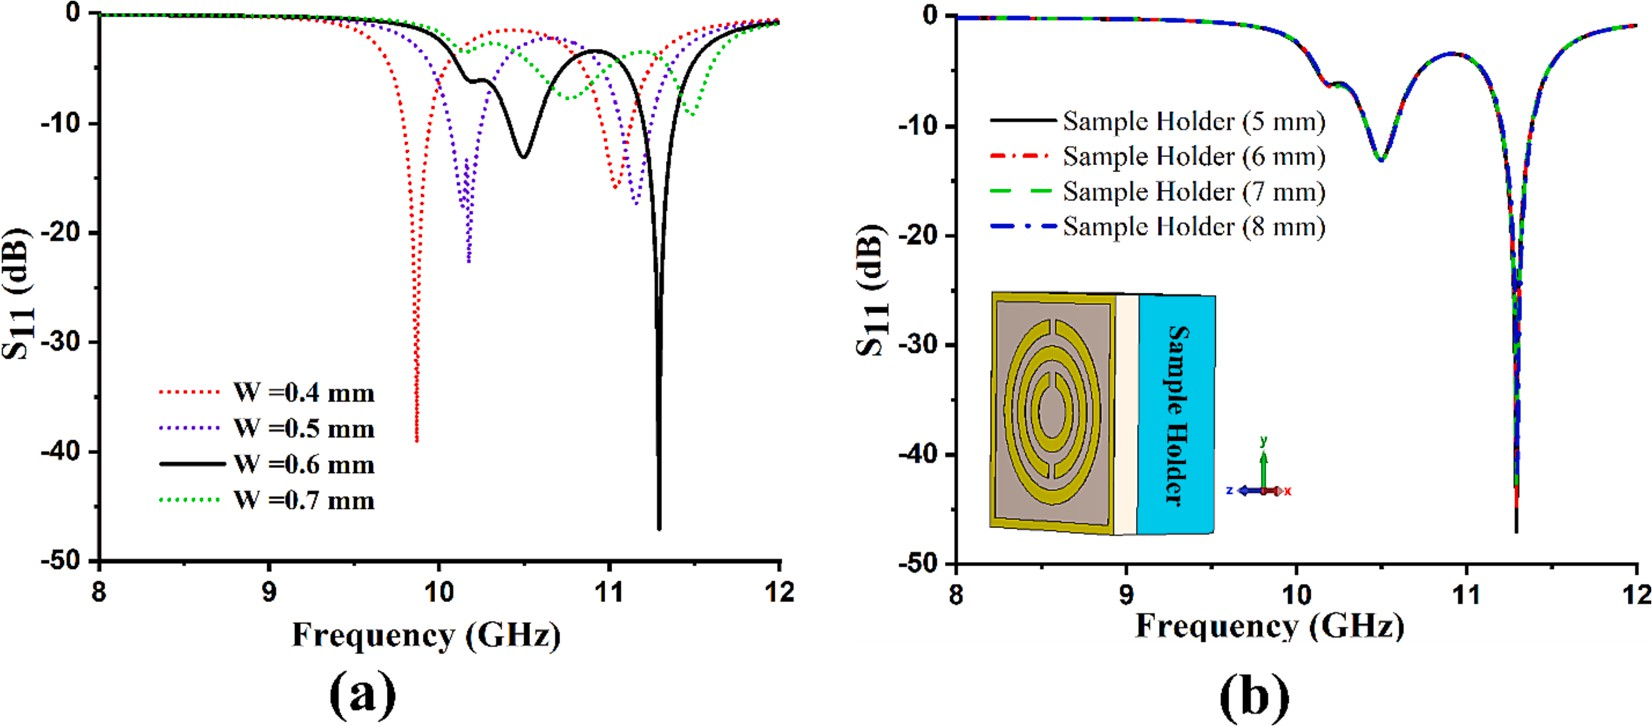 0
-10
-20
-30
-40
-50
S11 (dB)
W =0.4 mm
W =0.5 mm
W =0.6 mm
W =0.7 mm
8 9 10 11 12
Frequency (GHz)
(a)
0
-10
-20
-30
-40
-50
S11 (dB)
Sample Holder (5 mm)
Sample Holder (6 mm)
Sample Holder (7 mm)
Sample Holder (8 mm)
Sample Holder
y
z x
8 9 10 11 12
Frequency (GHz)
(b)